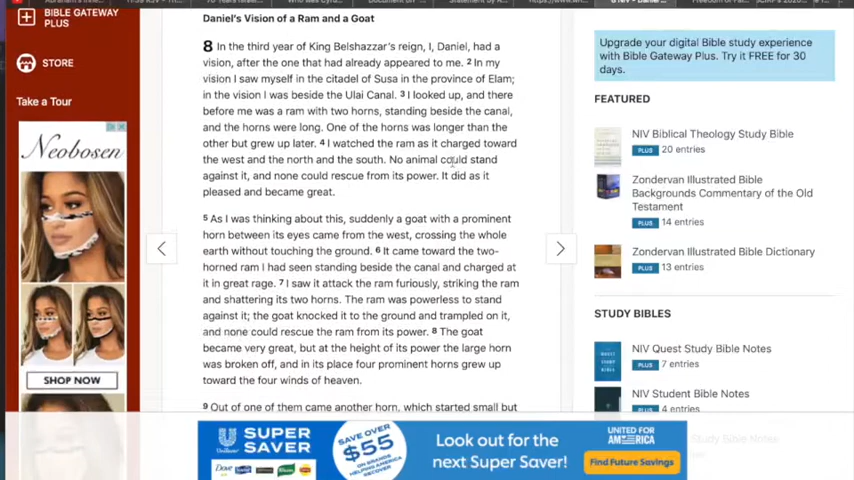 BIBLE GATEWAY
PLUS
STORE
Take a Tour
Neobosen
SHOP NOW
Daniel's Vision of a Ram and a Goat
8 In the third year of King Belshazzar's reign, I, Daniel, had a
vision, after the one that had already appeared to me. 2 In my
vision I saw myself in the citadel of Susa in the province of Elam;
in the vision I was beside the Ulai Canal. 3 I looked up, and there
before me was a ram with two horns, standing beside the canal,
and the horns were long. One of the horns was longer than the
other but grew up later. 4 I watched the ram as it charged toward
the west and the north and the south. No animal could stand
against it, and none could rescue from its power. It did as it
pleased and became great.
5 As I was thinking about this, suddenly a goat with a prominent
horn between its eyes came from the west, crossing the whole
earth without touching the ground. 6 It came toward the two-
horned ram I had seen standing beside the canal and charged at
it in great rage. 7 I saw it attack the ram furiously, striking the ram
and shattering its two horns. The ram was powerless to stand
against it; the goat knocked it to the ground and trampled on it,
and none could rescue the ram from its power. 8 The goat
became very great, but at the height of its power the large horn
was broken off, and in its place four prominent horns grew up
toward the four winds of heaven.
9 Out of one of them came another horn, which started small but
Upgrade your digital Bible study experience
with Bible Gateway Plus. Try it FREE for 30
days.
FEATURED
NIV Biblical Theology Study Bible
PLUS 20 entries
Zondervan Illustrated Bible
Backgrounds Commentary of the Old
Testament
PLUS 14 entries
Zondervan Illustrated Bible Dictionary
PLUS 13 entries
STUDY BIBLES
NIV Quest Study Bible Notes
PLUS 7 entries
NIV Student Bible Notes
PLUS 4 entries
Study Bible Notes
Unilever
SUPER
SAVER
Dove
SAVE OVER
$55
ON BRANDS
HELPING AMERICA
RECOVER
Look out for the
next Super Saver!
UNITED FOR
AMERICA
Find Future Savings